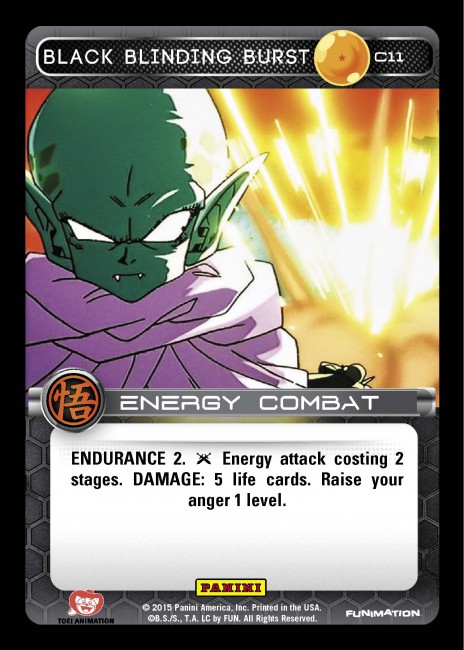 BLACK BLINDING BURST C11
悟 ENERGY COMBAT
ENDURANCE 2. Energy attack costing 2
stages. DAMAGE: 5 life cards. Raise your
anger 1 level.
PANINI
TOEI ANIMATION
© 2015 Panini America, Inc. Printed in the USA.
©B.S./S., T.A. LC by FUN. All Rights Reserved.
FUNIMATION